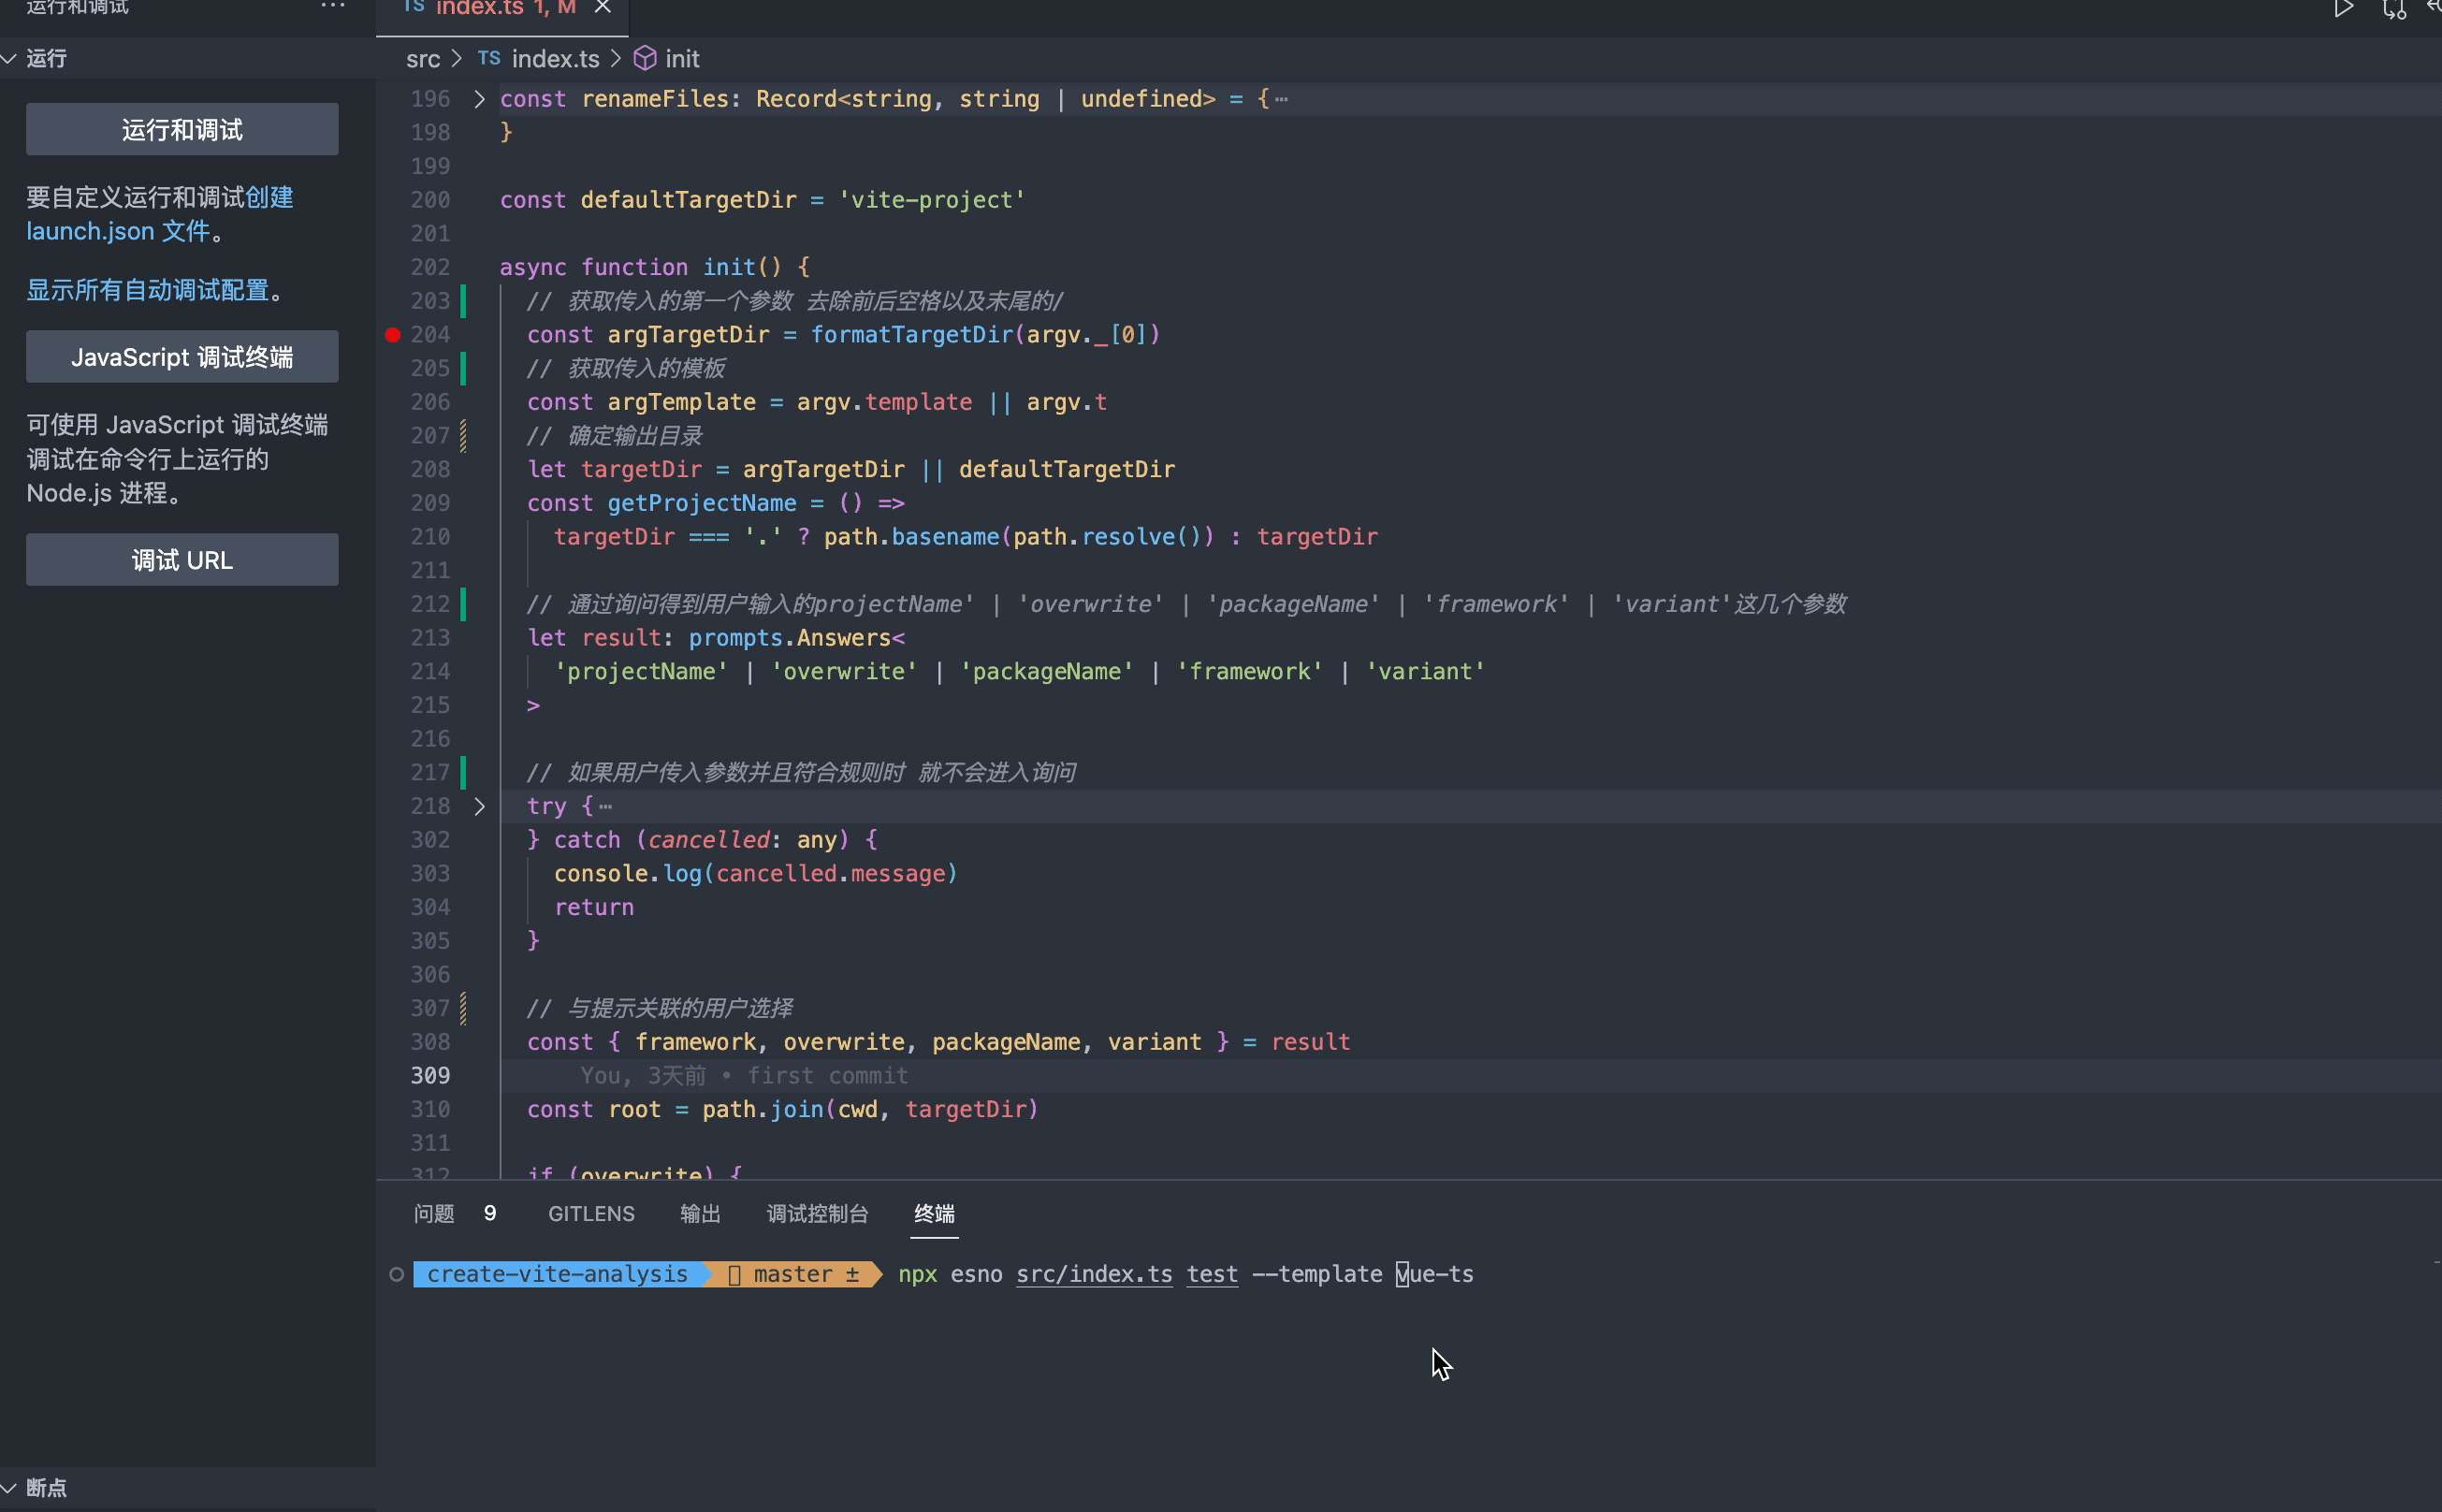 运行和调试 ···
TS index.ts 1, M
运行
src > TS index.ts > init
运行和调试
要自定义运行和调试创建
launch.json 文件。
显示所有自动调试配置。
JavaScript 调试终端
可使用 JavaScript 调试终端
调试在命令行上运行的
Node.js 进程。
调试 URL
断点
196 const renameFiles: Record<string, string | undefined> = {…
198 }
199
200 const defaultTargetDir = 'vite-project'
201
202 async function init() {
203 // 获取传入的第一个参数 去除前后空格以及末尾的/
204 const argTargetDir = formatTargetDir(argv._[0])
205 // 获取传入的模板
206 const argTemplate = argv.template || argv.t
207 // 确定输出目录
208 let targetDir = argTargetDir || defaultTargetDir
209 const getProjectName = () =>
210 targetDir === '.' ? path.basename(path.resolve()) : targetDir
211
212 // 通过询问得到用户输入的projectName' | 'overwrite' | 'packageName' | 'framework' | 'variant'这几个参数
213 let result: prompts.Answers<
214 'projectName' | 'overwrite' | 'packageName' | 'framework' | 'variant'
215 >
216
217 // 如果用户传入参数并且符合规则时 就不会进入询问
218 try {…
302 } catch (cancelled: any) {
303 console.log(cancelled.message)
304 return
305 }
306
307 // 与提示关联的用户选择
308 const { framework, overwrite, packageName, variant } = result
309 You, 3天前 • first commit
310 const root = path.join(cwd, targetDir)
311
312 if (overwrite) {
问题 9 GITLENS 输出 调试控制台 终端
create-vite-analysis master ± npx esno src/index.ts test --template vue-ts